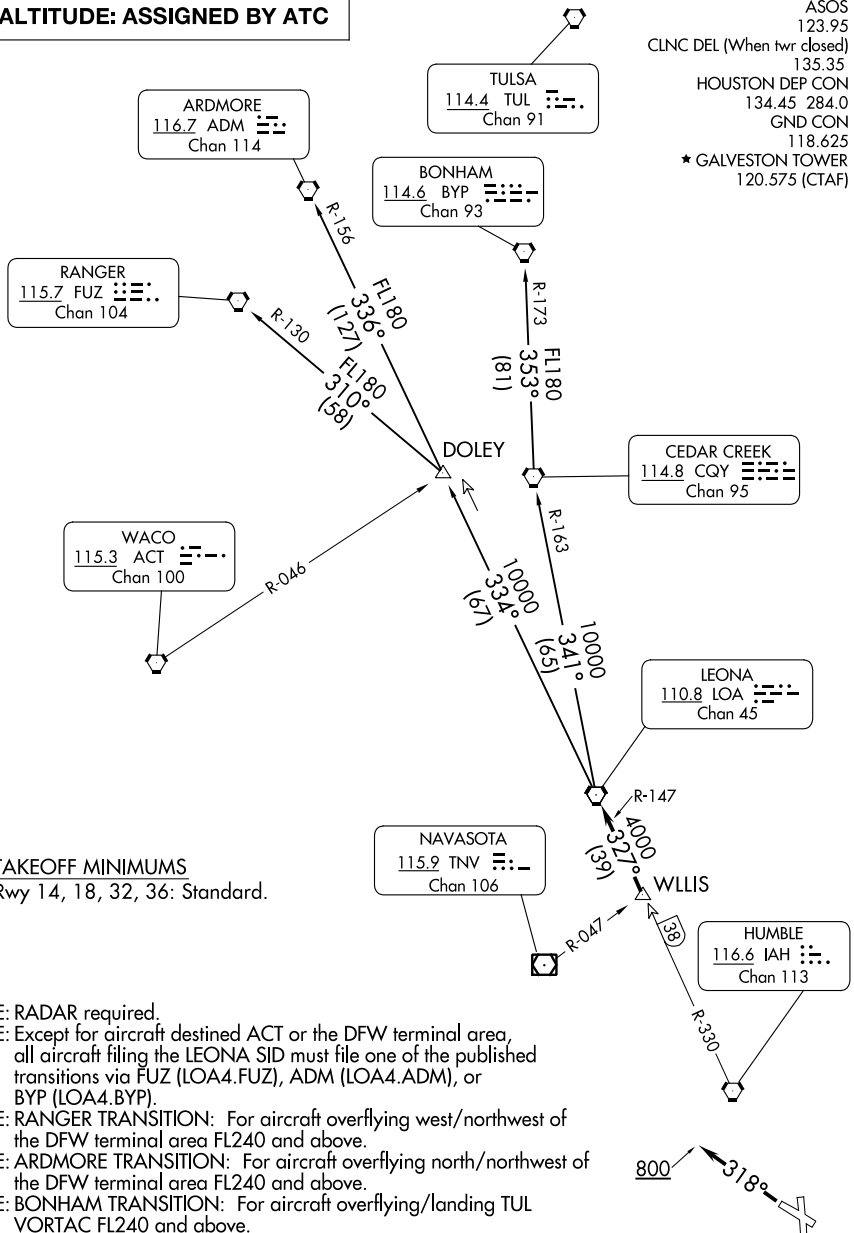 ALTITUDE: ASSIGNED BY ATC
ASOS
123.95
CLNC DEL (When twr closed)
135.35
HOUSTON DEP CON
134.45 284.0
GND CON
118.625
★ GALVESTON TOWER
120.575 (CTAF)
TULSA
114.4 TUL
Chan 91
ARDMORE
116.7 ADM
Chan 114
BONHAM
114.6 BYP
Chan 93
RANGER
115.7 FUZ
Chan 104
R-156
R-130
R-173
FL180
336°
(127)
FL180
310°
(58)
FL180
353°
(81)
DOLEY
CEDAR CREEK
114.8 CQY
Chan 95
WACO
115.3 ACT
Chan 100
R-046
R-163
10000
334°
(67)
10000
341°
(65)
LEONA
110.8 LOA
Chan 45
R-147
4000
327°
(39)
WLLIS
NAVASOTA
115.9 TNV
Chan 106
R-047
38
HUMBLE
116.6 IAH
Chan 113
R-330
TAKEOFF MINIMUMS
Rwy 14, 18, 32, 36: Standard.
E: RADAR required.
E: Except for aircraft destined ACT or the DFW terminal area,
all aircraft filing the LEONA SID must file one of the published
transitions via FUZ (LOA4.FUZ), ADM (LOA4.ADM), or
BYP (LOA4.BYP).
E: RANGER TRANSITION: For aircraft overflying west/northwest of
the DFW terminal area FL240 and above.
E: ARDMORE TRANSITION: For aircraft overflying north/northwest of
the DFW terminal area FL240 and above.
E: BONHAM TRANSITION: For aircraft overflying/landing TUL
VORTAC FL240 and above.
800
318°